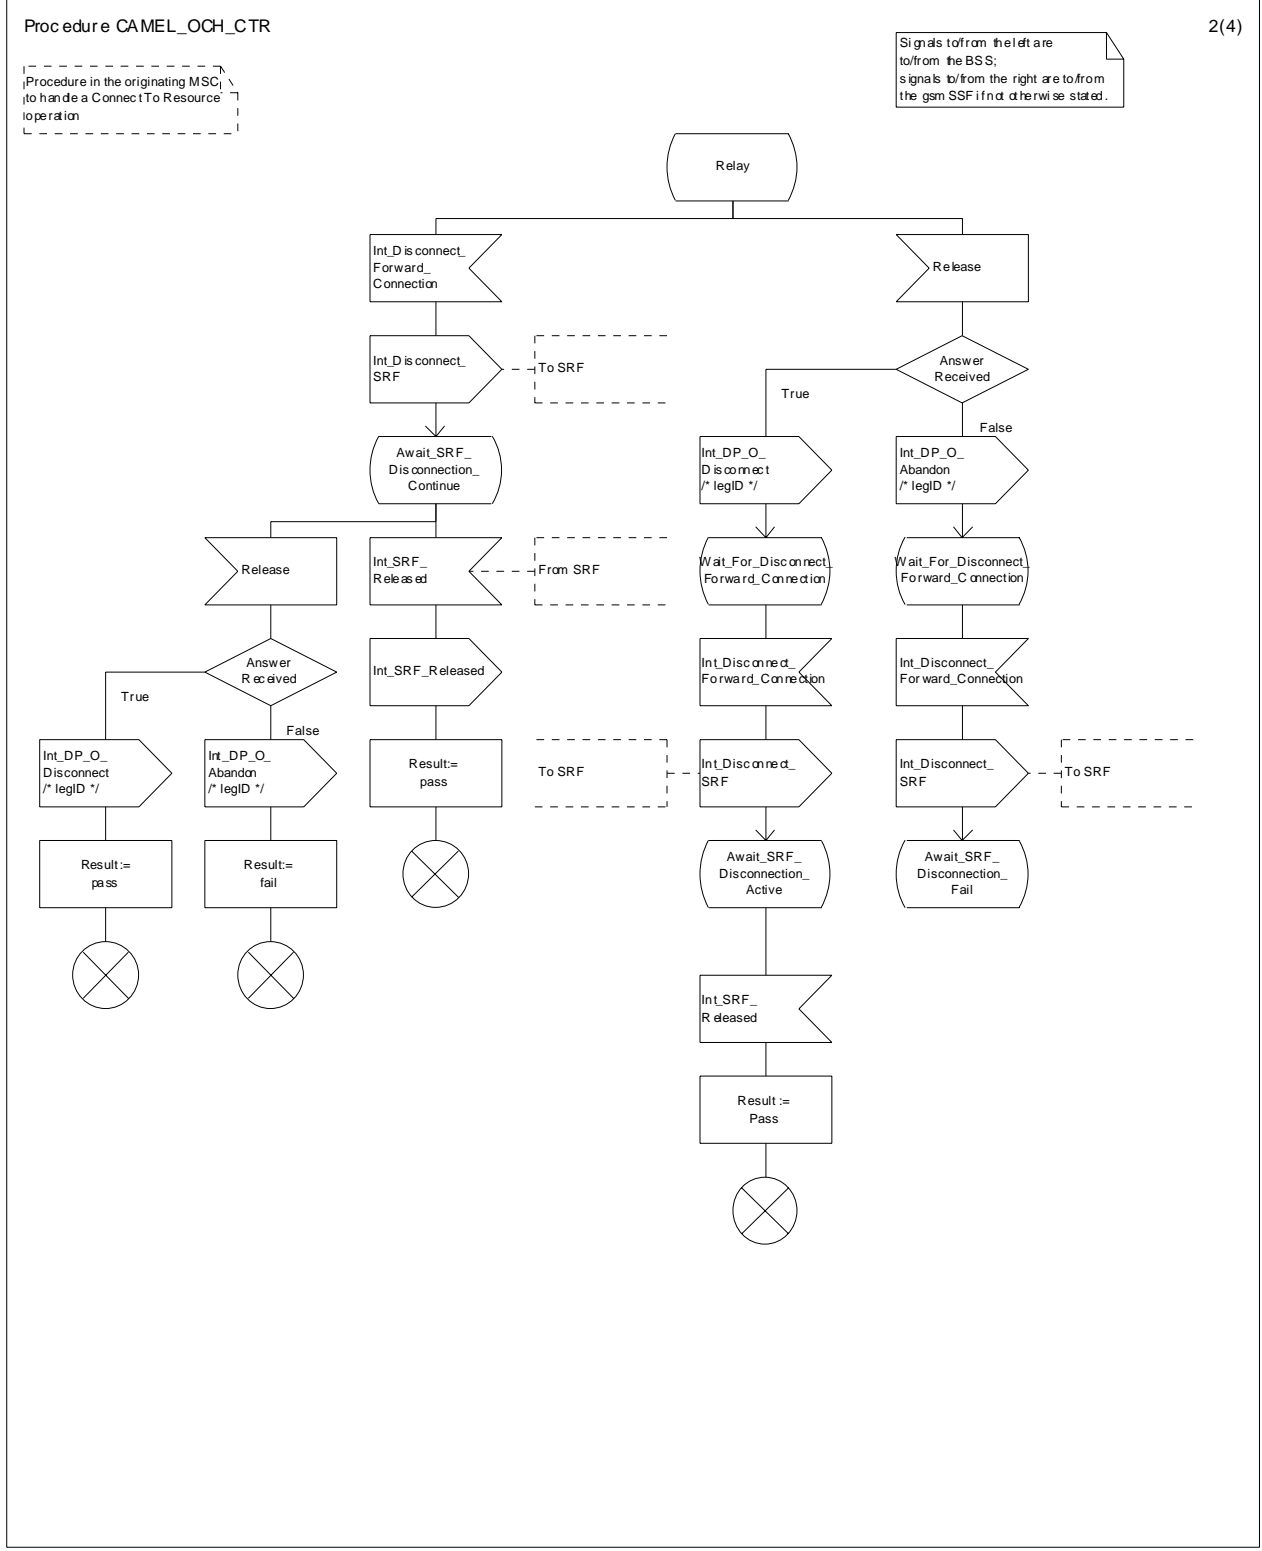 Procedure CAMEL_OCH_CTR
2(4)
Procedure in the originating MSC
to handle a Connect To Resource
operation
Signals to/from the left are
to/from the BSS;
signals to/from the right are to/from
the gsmSSF if not otherwise stated.
Relay
Int_Disconnect_
Forward_
Connection
Release
Int_Disconnect_
SRF
To SRF
Answer
Received
True
False
Await_SRF_
Disconnection_
Continue
Int_DP_O_
Disconnect
/* legID */
Int_DP_O_
Abandon
/* legID */
Release
Int_SRF_
Released
From SRF
Wait_For_Disconnect_
Forward_Connection
Wait_For_Disconnect_
Forward_Connection
Answer
Received
True
False
Int_SRF_Released
Int_Disconnect_
Forward_Connection
Int_Disconnect_
Forward_Connection
Int_DP_O_
Disconnect
/* legID */
Int_DP_O_
Abandon
/* legID */
Result:=
pass
To SRF
Int_Disconnect_
SRF
Int_Disconnect_
SRF
To SRF
Result:=
pass
Result:=
fail
Await_SRF_
Disconnection_
Active
Await_SRF_
Disconnection_
Fail
Int_SRF_
Released
Result :=
Pass